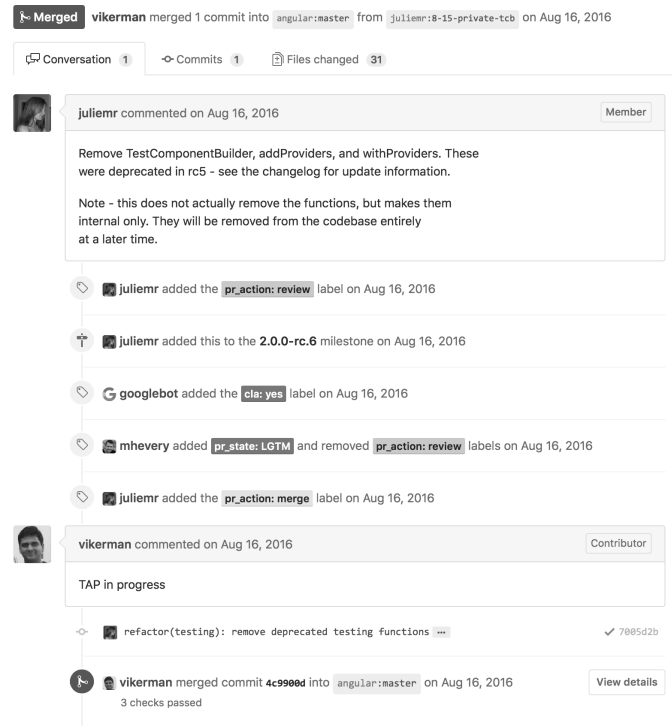 Merged vikerman merged 1 commit into angular:master from juliemr:8-15-private-tcb on Aug 16, 2016
Conversation 1 Commits 1 Files changed 31
juliemr commented on Aug 16, 2016 Member
Remove TestComponentBuilder, addProviders, and withProviders. These
were deprecated in rc5 - see the changelog for update information.
Note - this does not actually remove the functions, but makes them
internal only. They will be removed from the codebase entirely
at a later time.
juliemr added the pr_action: review label on Aug 16, 2016
juliemr added this to the 2.0.0-rc.6 milestone on Aug 16, 2016
googlebot added the cla: yes label on Aug 16, 2016
mhevery added pr_state: LGTM and removed pr_action: review labels on Aug 16, 2016
juliemr added the pr_action: merge label on Aug 16, 2016
vikerman commented on Aug 16, 2016 Contributor
TAP in progress
refactor(testing): remove deprecated testing functions … 7005d2b
vikerman merged commit 4c9900d into angular:master on Aug 16, 2016 View details
3 checks passed